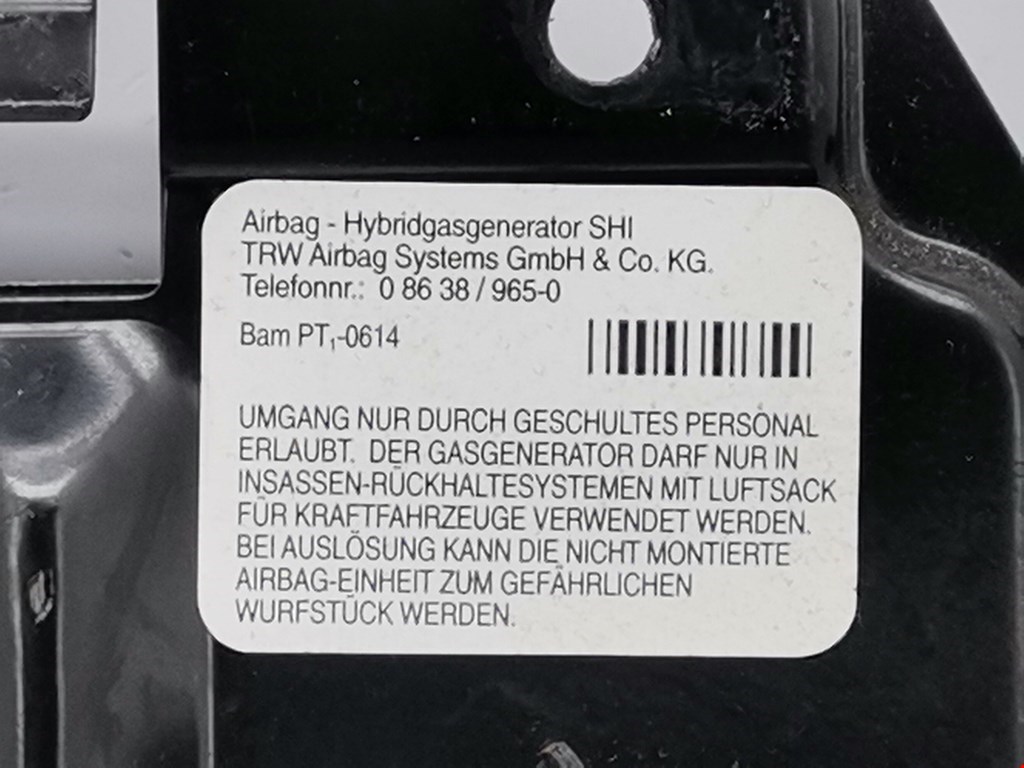 Airbag - Hybridgasgenerator SHI
TRW Airbag Systems GmbH & Co. KG.
Telefonnr.: 0 86 38 / 965-0
Bam PT₁-0614
UMGANG NUR DURCH GESCHULTES PERSONAL
ERLAUBT. DER GASGENERATOR DARF NUR IN
INSASSEN-RÜCKHALTESYSTEMEN MIT LUFTSACK
FÜR KRAFTFAHRZEUGE VERWENDET WERDEN.
BEI AUSLÖSUNG KANN DIE NICHT MONTIERTE
AIRBAG-EINHEIT ZUM GEFÄHRLICHEN
WURFSTÜCK WERDEN.